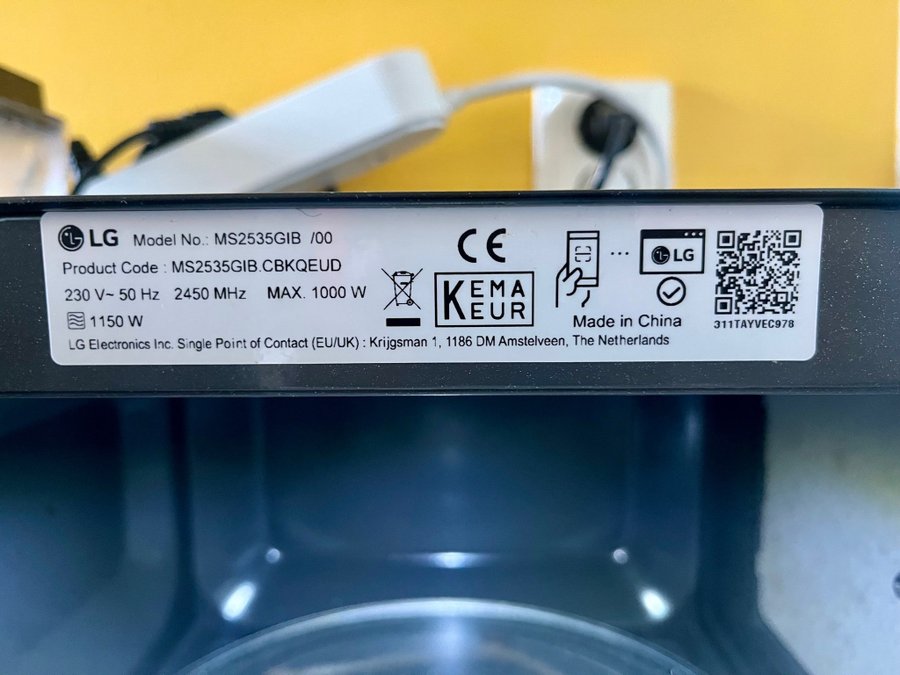 LG Model No.: MS2535GIB /00
Product Code : MS2535GIB.CBKQEUD
230 V~ 50 Hz 2450 MHz MAX. 1000 W
1150 W
LG Electronics Inc. Single Point of Contact (EU/UK) : Krijgsman 1, 1186 DM Amstelveen, The Netherlands
CE
KEMA
EUR
LG
Made in China
311TAYVEC978